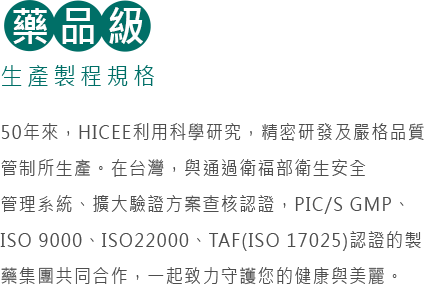 藥品級
生產製程規格
50年來，HICEE利用科學研究，精密研發及嚴格品質
管制所生產。在台灣，與通過衛福部衛生安全
管理系統、擴大驗證方案查核認證，PIC/S GMP、
ISO 9000、ISO22000、TAF(ISO 17025)認證的製
藥集團共同合作，一起致力守護您的健康與美麗。